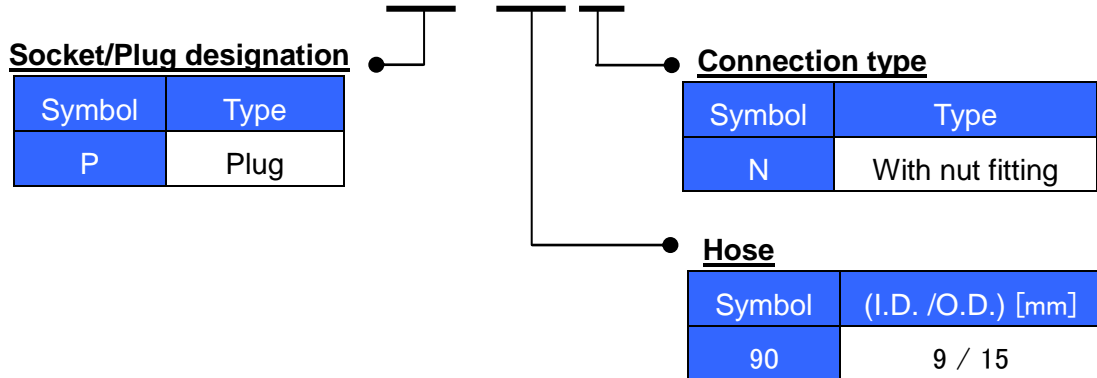 Socket/Plug designation
Symbol Type
P Plug
Connection type
Symbol Type
N With nut fitting
Hose
Symbol (I.D. /O.D.) [mm]
90 9 / 15